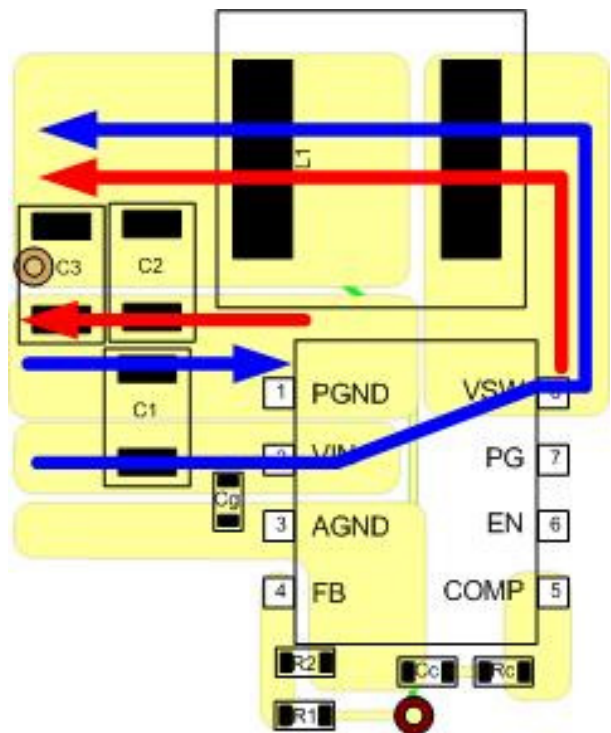 L1
C3
C2
C1
1 PGND VSW 8
2 VIN PG 7
Cg
3 AGND EN 6
4 FB COMP 5
R2 Cc Rc
R1